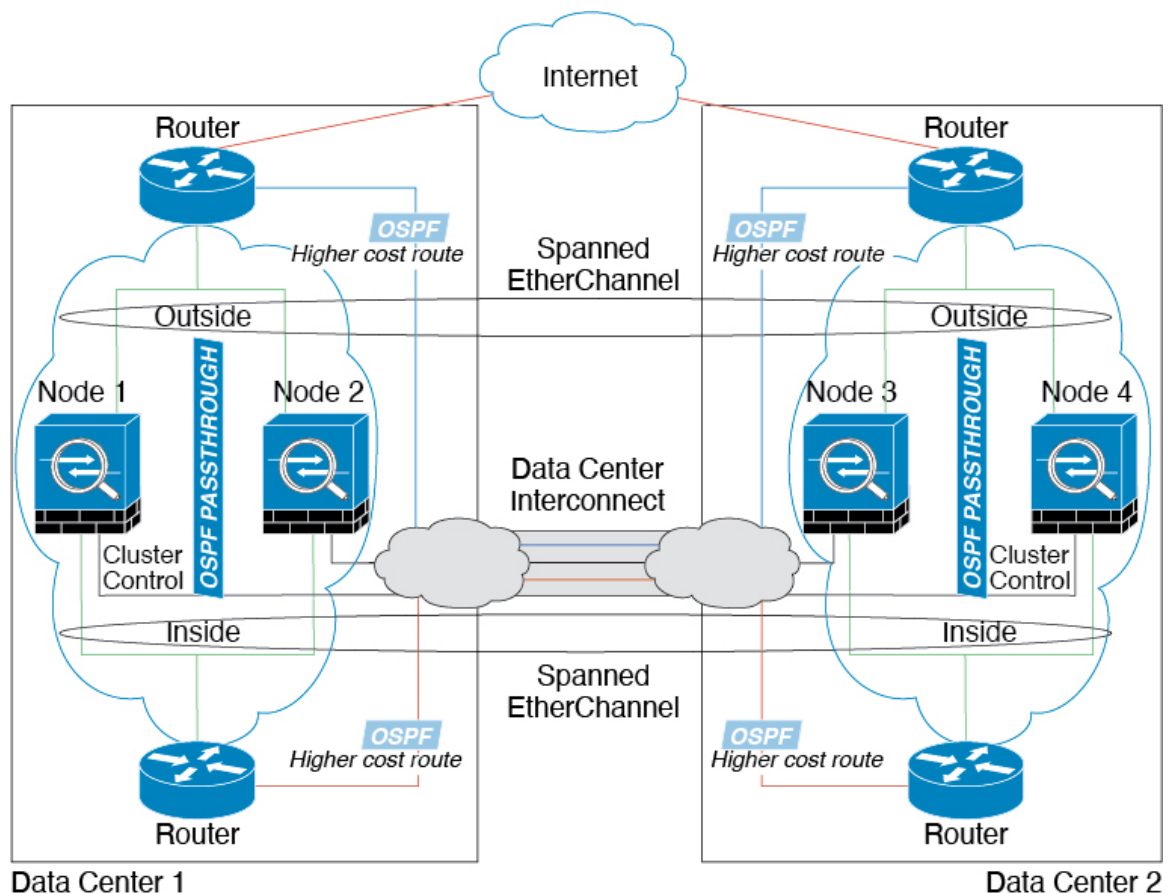 Internet
Router
Router
OSPF
Higher cost route
Spanned
EtherChannel
OSPF
Higher cost route
Outside
Outside
Node 1
OSPF PASSTHROUGH
Node 2
Node 3
OSPF PASSTHROUGH
Node 4
Data Center
Interconnect
Cluster
Control
Cluster
Control
Inside
Inside
Spanned
EtherChannel
OSPF
Higher cost route
OSPF
Higher cost route
Router
Router
Data Center 1
Data Center 2